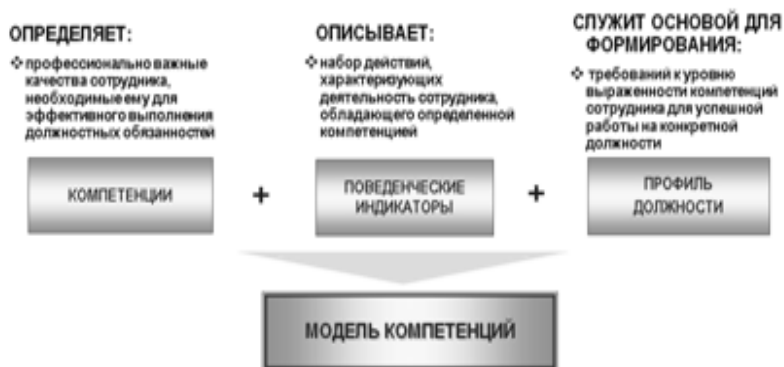 ОПРЕДЕЛЯЕТ:
❖ профессионально важные
качества сотрудника,
необходимые ему для
эффективного выполнения
должностных обязанностей
КОМПЕТЕНЦИИ
+
ОПИСЫВАЕТ:
❖ набор действий,
характеризующих
деятельность сотрудника,
обладающего определенной
компетенцией
ПОВЕДЕНЧЕСКИЕ
ИНДИКАТОРЫ
+
СЛУЖИТ ОСНОВОЙ ДЛЯ
ФОРМИРОВАНИЯ:
❖ требований к уровню
выраженности компетенций
сотрудника для успешной
работы на конкретной
должности
ПРОФИЛЬ
ДОЛЖНОСТИ
МОДЕЛЬ КОМПЕТЕНЦИЙ